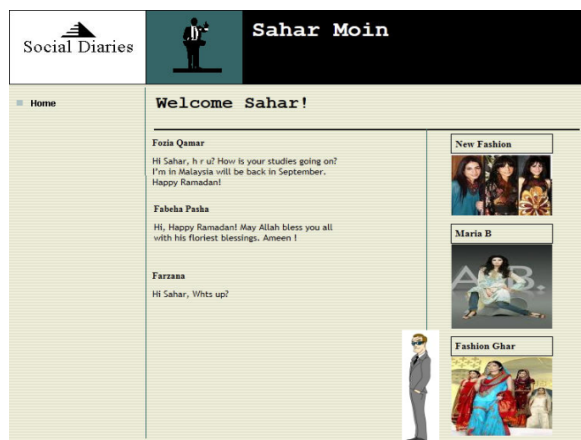 Social Diaries
Sahar Moin
Home
Welcome Sahar!
Fozia Qamar
Hi Sahar, h r u? How is your studies going on?
I'm in Malaysia will be back in September.
Happy Ramadan!
Fabeha Pasha
Hi, Happy Ramadan! May Allah bless you all
with his floriest blessings. Ameen !
Farzana
Hi Sahar, Whts up?
New Fashion
Maria B
A B.
Fashion Ghar